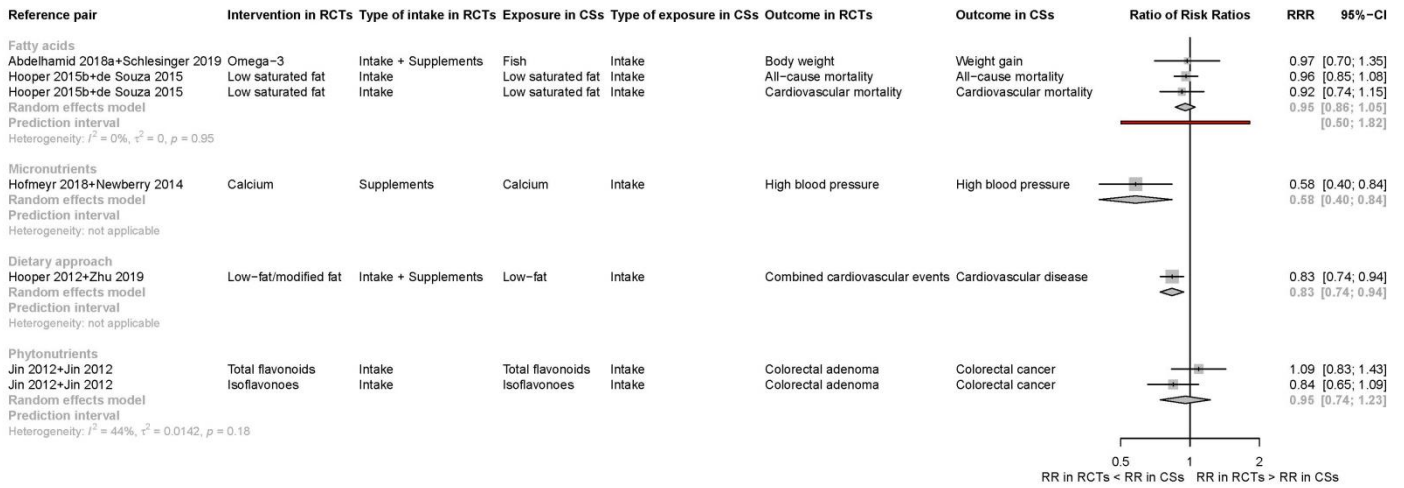 Reference pair Intervention in RCTs Type of intake in RCTs Exposure in CSs Type of exposure in CSs Outcome in RCTs Outcome in CSs Ratio of Risk Ratios RRR 95%−CI
Fatty acids
Abdelhamid 2018a+Schlesinger 2019 Omega-3 Intake + Supplements Fish Intake Body weight Weight gain 0.97 [0.70; 1.35]
Hooper 2015b+de Souza 2015 Low saturated fat Intake Low saturated fat Intake All-cause mortality All-cause mortality 0.96 [0.85; 1.08]
Hooper 2015b+de Souza 2015 Low saturated fat Intake Low saturated fat Intake Cardiovascular mortality Cardiovascular mortality 0.92 [0.74; 1.15]
Random effects model 0.95 [0.86; 1.05]
Prediction interval [0.50; 1.82]
Heterogeneity: I² = 0%, τ² = 0, p = 0.95
Micronutrients
Hofmeyr 2018+Newberry 2014 Calcium Supplements Calcium Intake High blood pressure High blood pressure 0.58 [0.40; 0.84]
Random effects model 0.58 [0.40; 0.84]
Prediction interval
Heterogeneity: not applicable
Dietary approach
Hooper 2012+Zhu 2019 Low-fat/modified fat Intake + Supplements Low-fat Intake Combined cardiovascular events Cardiovascular disease 0.83 [0.74; 0.94]
Random effects model 0.83 [0.74; 0.94]
Prediction interval
Heterogeneity: not applicable
Phytonutrients
Jin 2012+Jin 2012 Total flavonoids Intake Total flavonoids Intake Colorectal adenoma Colorectal cancer 1.09 [0.83; 1.43]
Jin 2012+Jin 2012 Isoflavonoes Intake Isoflavonoes Intake Colorectal adenoma Colorectal cancer 0.84 [0.65; 1.09]
Random effects model 0.95 [0.74; 1.23]
Prediction interval
Heterogeneity: I² = 44%, τ² = 0.0142, p = 0.18
0.5 1 2
RR in RCTs < RR in CSs RR in RCTs > RR in CSs